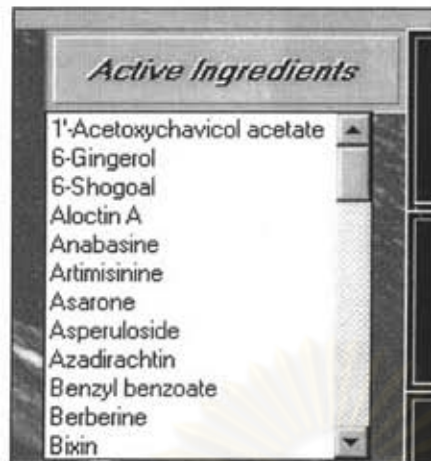 Active Ingredients
1'-Acetoxychavicol acetate
6-Gingerol
6-Shogoal
Aloctin A
Anabasine
Artimisinine
Asarone
Asperuloside
Azadirachtin
Benzyl benzoate
Berberine
Bixin